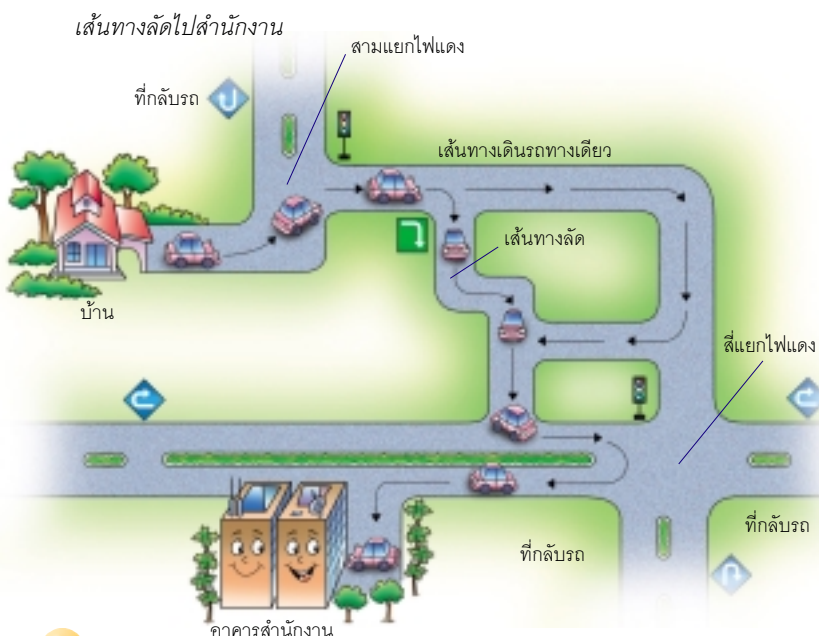 เส้นทางลัดไปสำนักงาน
สามแยกไฟแดง
ที่กลับรถ
เส้นทางเดินรถทางเดียว
เส้นทางลัด
บ้าน
สี่แยกไฟแดง
ที่กลับรถ
ที่กลับรถ
อาคารสำนักงาน